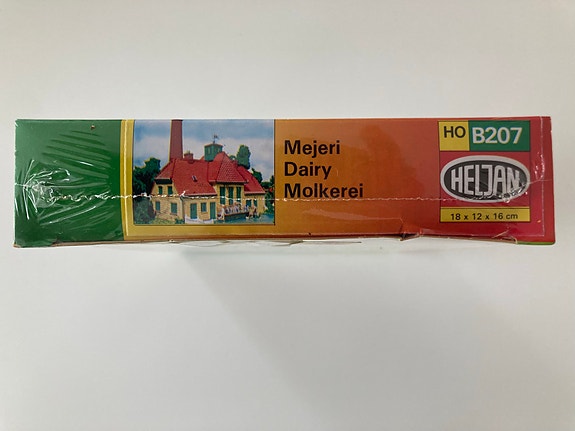 Mejeri
Dairy
Molkerei
HO B207
HELJAN
18 x 12 x 16 cm